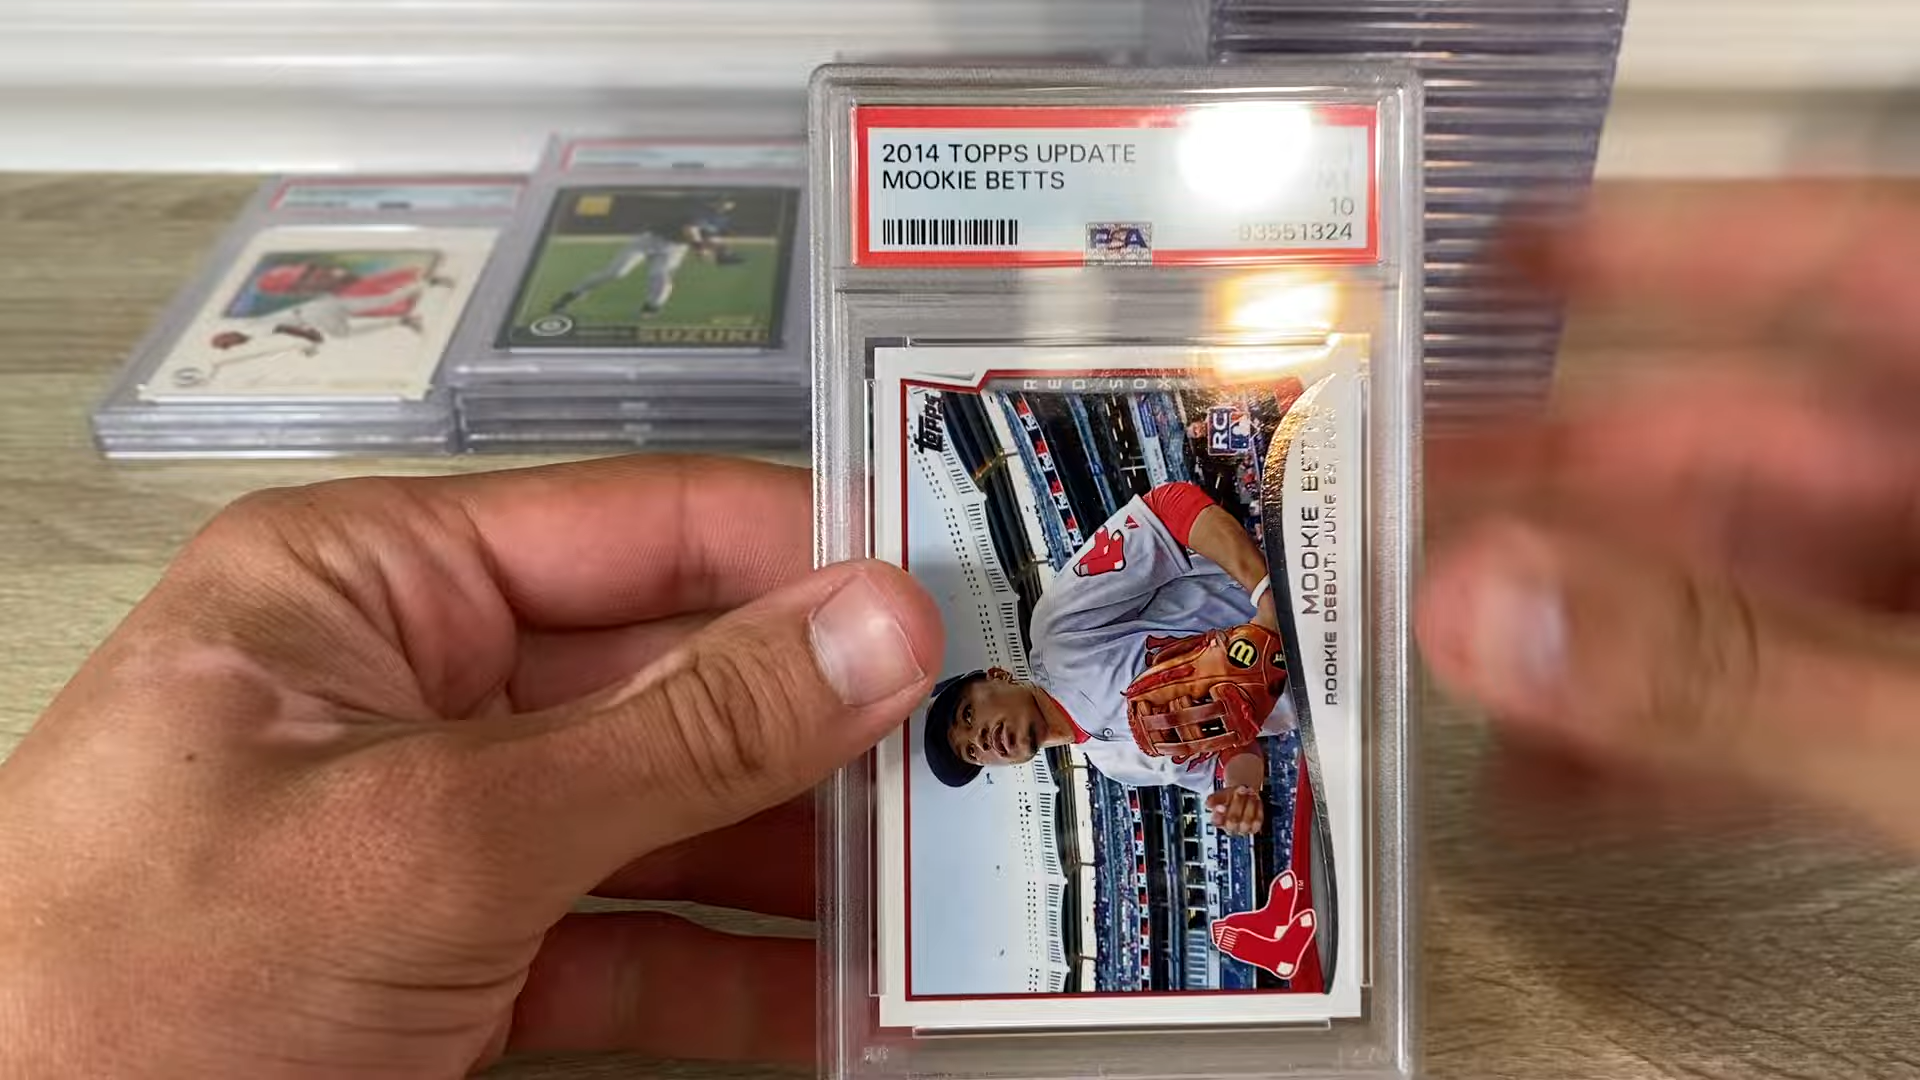 2014 TOPPS UPDATE
MOOKIE BETTS
10
93551324
PSA
RED SOX
Topps
RC
MOOKIE BETTS
ROOKIE DEBUT: JUNE 29, 2014
SUZUKI